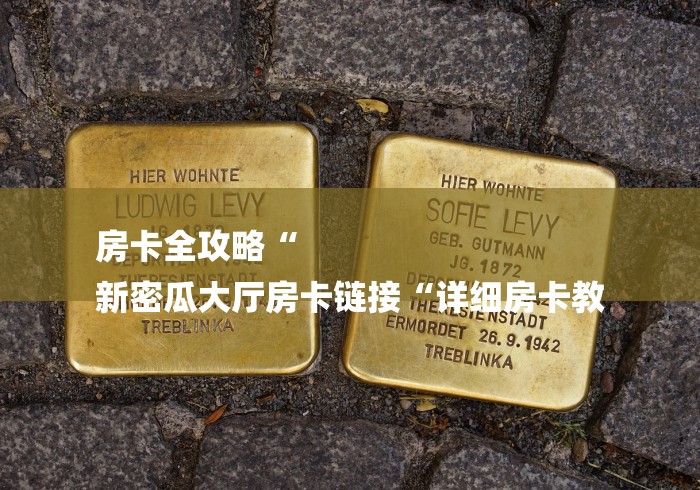 HIER WOHNTE
LUDWIG LEVY
THERESIENSTADT
TREBLINKA
HIER WOHNTE
SOFIE LEVY
GEB. GUTMANN
JG. 1872
THERESIENSTADT
ERMORDET 26.9.1942
TREBLINKA
房卡全攻略“
新密瓜大厅房卡链接“详细房卡教